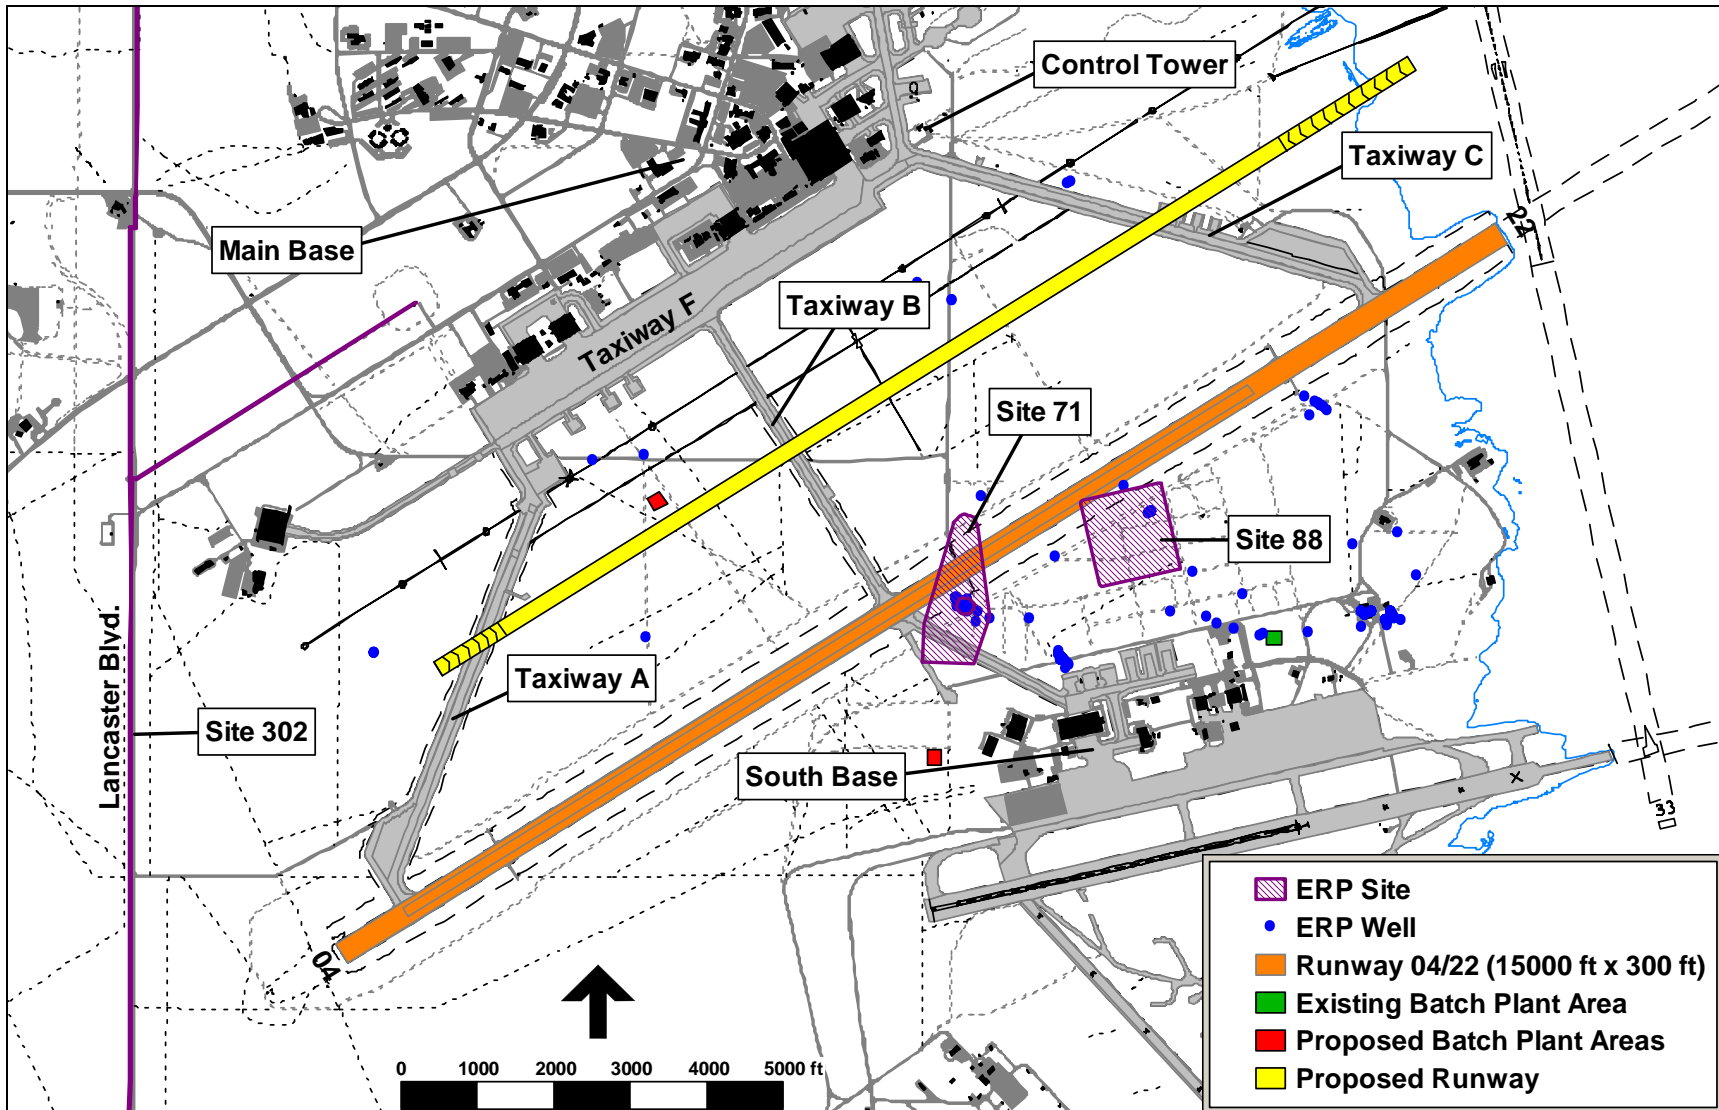 Control Tower
Taxiway C
22
Main Base
Taxiway B
Taxiway F
Site 71
Site 88
Lancaster Blvd.
Taxiway A
Site 302
South Base
33
04
0 1000 2000 3000 4000 5000 ft
ERP Site
ERP Well
Runway 04/22 (15000 ft x 300 ft)
Existing Batch Plant Area
Proposed Batch Plant Areas
Proposed Runway